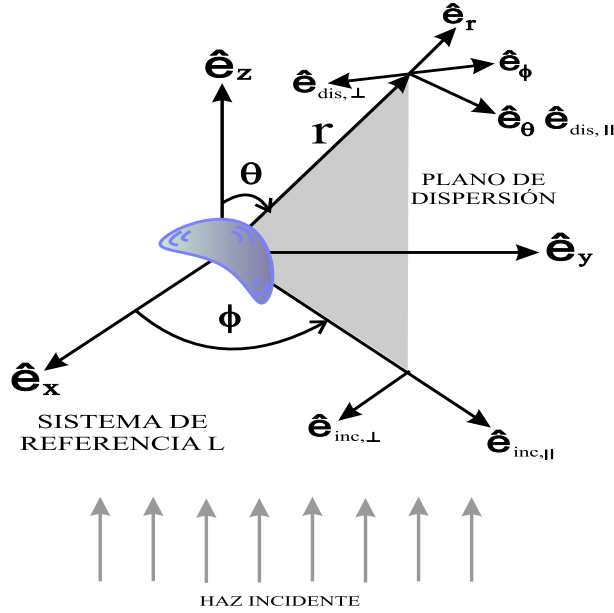 ê_r
ê_z
ê_dis,⊥
ê_ϕ
ê_θ ê_dis,∥
r
θ
PLANO DE
DISPERSIÓN
ê_y
ϕ
ê_x
SISTEMA DE
REFERENCIA L
ê_inc,⊥
ê_inc,∥
HAZ INCIDENTE